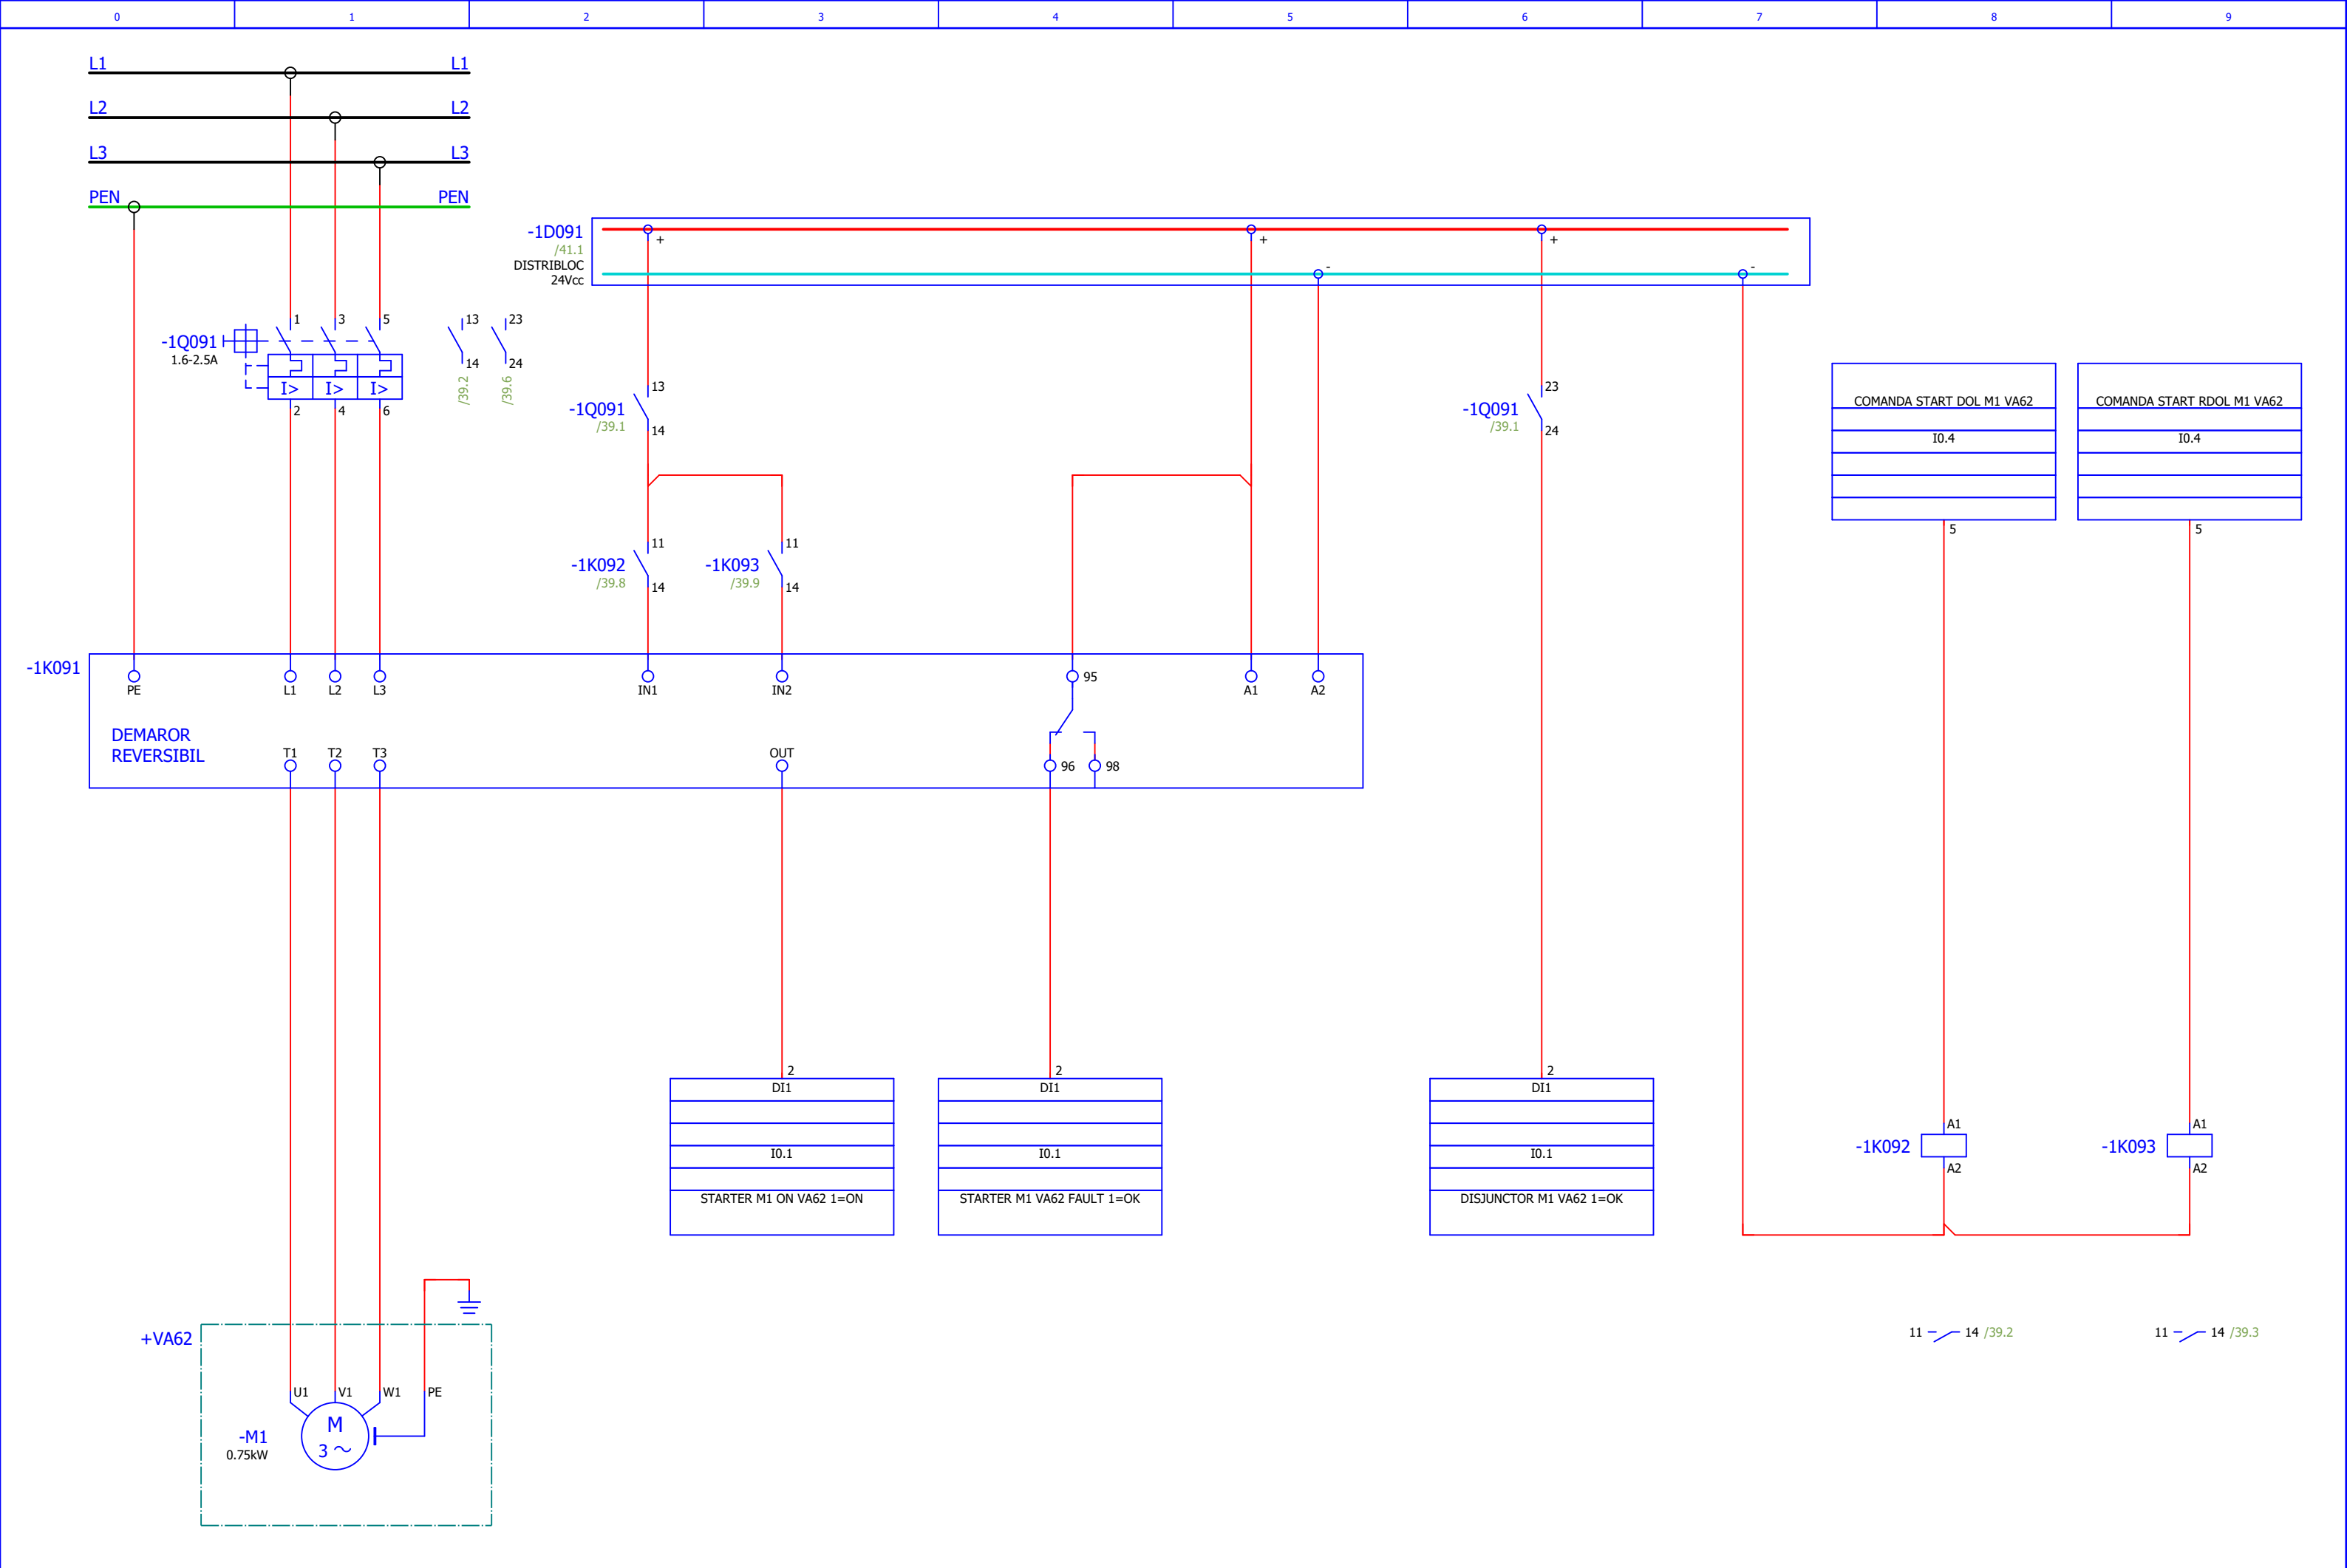 0 1 2 3 4 5 6 7 8 9
L1 L1
L2 L2
L3 L3
PEN PEN
-1D091
/41.1
DISTRIBLOC
24Vcc
+ + +
- -
-1Q091
1.6-2.5A
1 3 5
I> I> I>
2 4 6
13 23
14 24
/39.2 /39.6
-1Q091
/39.1
13
14
-1Q091
/39.1
23
24
COMANDA START DOL M1 VA62
I0.4
5
COMANDA START RDOL M1 VA62
I0.4
5
-1K092
/39.8
11
14
-1K093
/39.9
11
14
-1K091
PE L1 L2 L3 IN1 IN2 95 A1 A2
DEMAROR
REVERSIBIL
T1 T2 T3 OUT 96 98
2
DI1
I0.1
STARTER M1 ON VA62 1=ON
2
DI1
I0.1
STARTER M1 VA62 FAULT 1=OK
2
DI1
I0.1
DISJUNCTOR M1 VA62 1=OK
-1K092
A1
A2
-1K093
A1
A2
11 14 /39.2
11 14 /39.3
+VA62
U1 V1 W1 PE
-M1
0.75kW
M
3 ~